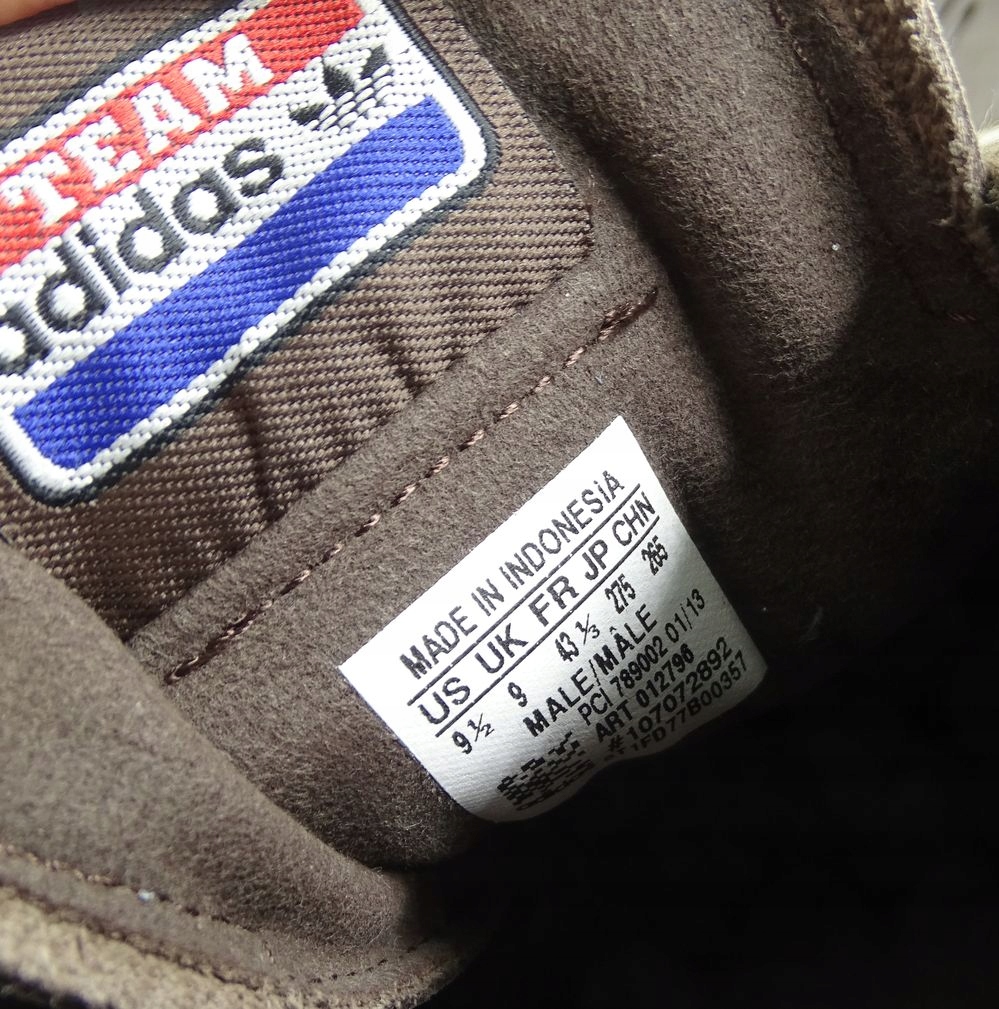 TEAM
adidas
MADE IN INDONESIA
US UK FR JP CHN
9½ 9 43⅓ 275 265
MALE/MÂLE
PCI 789002 01/13
ART 012796
#107072892
1FD77B00357